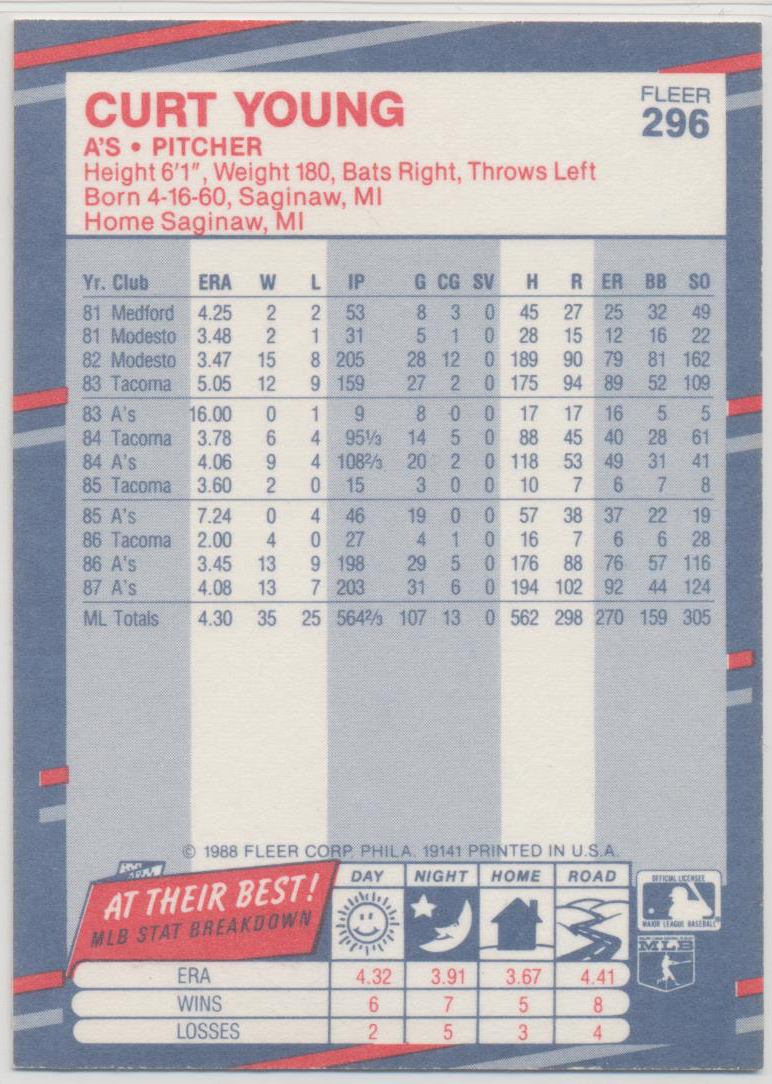 CURT YOUNG
FLEER
296
A'S • PITCHER
Height 6'1", Weight 180, Bats Right, Throws Left
Born 4-16-60, Saginaw, MI
Home Saginaw, MI
Yr. Club ERA W L IP G CG SV H R ER BB SO
81 Medford 4.25 2 2 53 8 3 0 45 27 25 32 49
81 Modesto 3.48 2 1 31 5 1 0 28 15 12 16 22
82 Modesto 3.47 15 8 205 28 12 0 189 90 79 81 162
83 Tacoma 5.05 12 9 159 27 2 0 175 94 89 52 109
83 A's 16.00 0 1 9 8 0 0 17 17 16 5 5
84 Tacoma 3.78 6 4 95⅓ 14 5 0 88 45 40 28 61
84 A's 4.06 9 4 108⅔ 20 2 0 118 53 49 31 41
85 Tacoma 3.60 2 0 15 3 0 0 10 7 6 7 8
85 A's 7.24 0 4 46 19 0 0 57 38 37 22 19
86 Tacoma 2.00 4 0 27 4 1 0 16 7 6 6 28
86 A's 3.45 13 9 198 29 5 0 176 88 76 57 116
87 A's 4.08 13 7 203 31 6 0 194 102 92 44 124
ML Totals 4.30 35 25 564⅔ 107 13 0 562 298 270 159 305
© 1988 FLEER CORP. PHILA. 19141 PRINTED IN U.S.A.
AT THEIR BEST!
MLB STAT BREAKDOWN
DAY NIGHT HOME ROAD
OFFICIAL LICENSEE
MAJOR LEAGUE BASEBALL
MLB
ERA 4.32 3.91 3.67 4.41
WINS 6 7 5 8
LOSSES 2 5 3 4